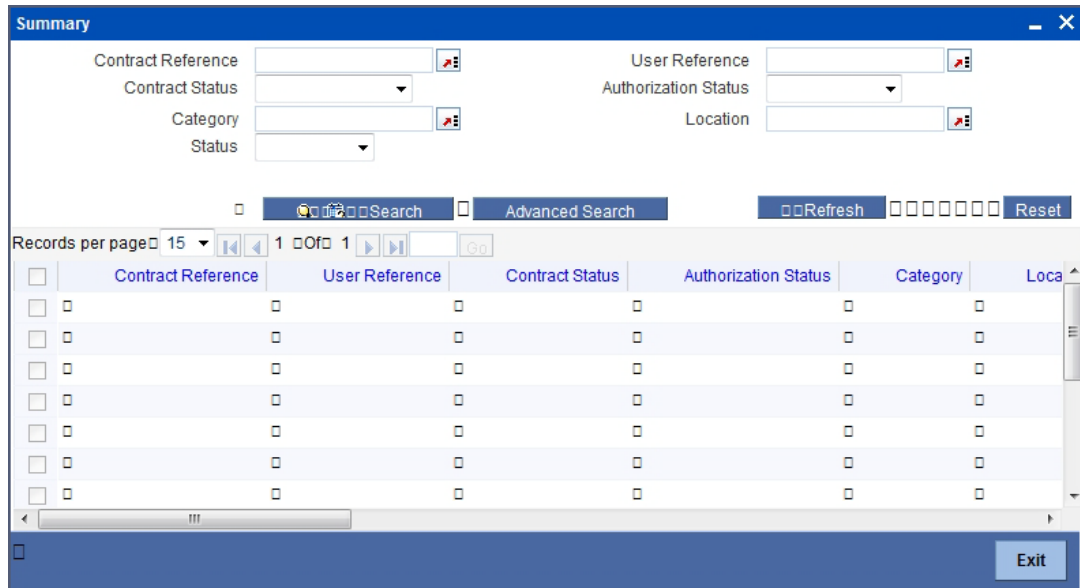 Summary
Contract Reference User Reference
Contract Status Authorization Status
Category Location
Status
Search Advanced Search Refresh Reset
Records per page 15 1 Of 1 Go
Contract Reference User Reference Contract Status Authorization Status Category Loca
Exit